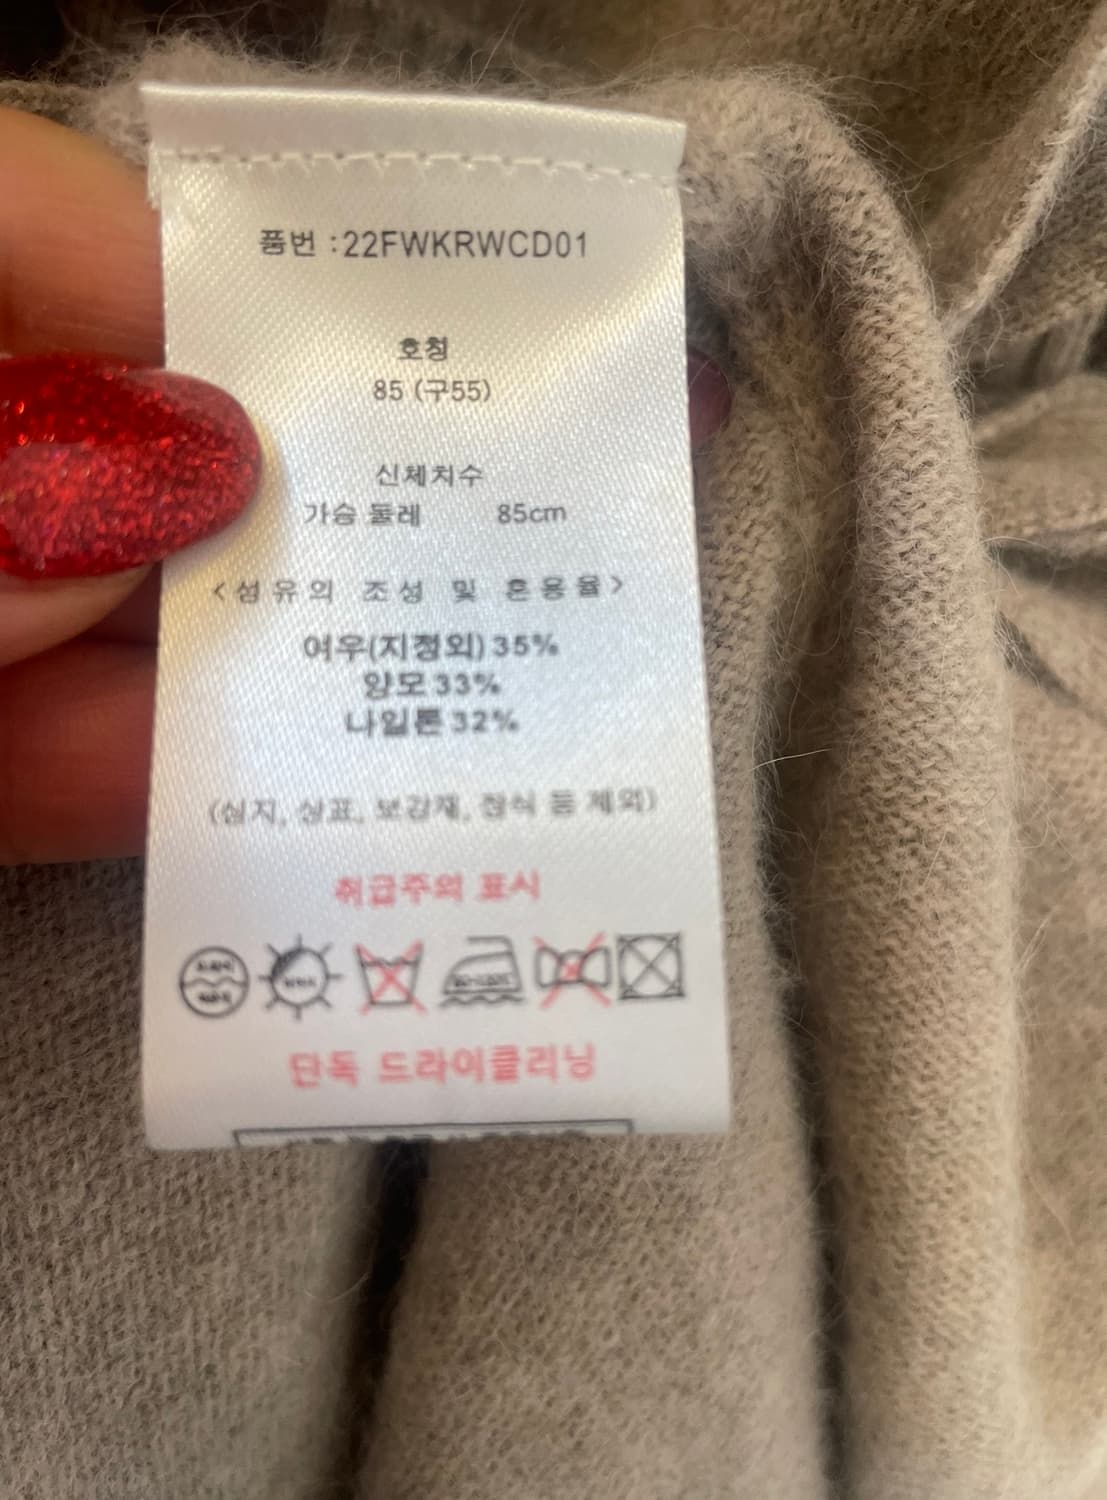 품번 :22FWKRWCD01
호칭
85 (구55)
신체치수
가슴 둘레 85cm
<섬유의 조성 및 혼용율>
여우(지정외) 35%
양모 33%
나일론 32%
(심지, 상표, 보강재, 장식 등 제외)
취급주의 표시
단독 드라이클리닝